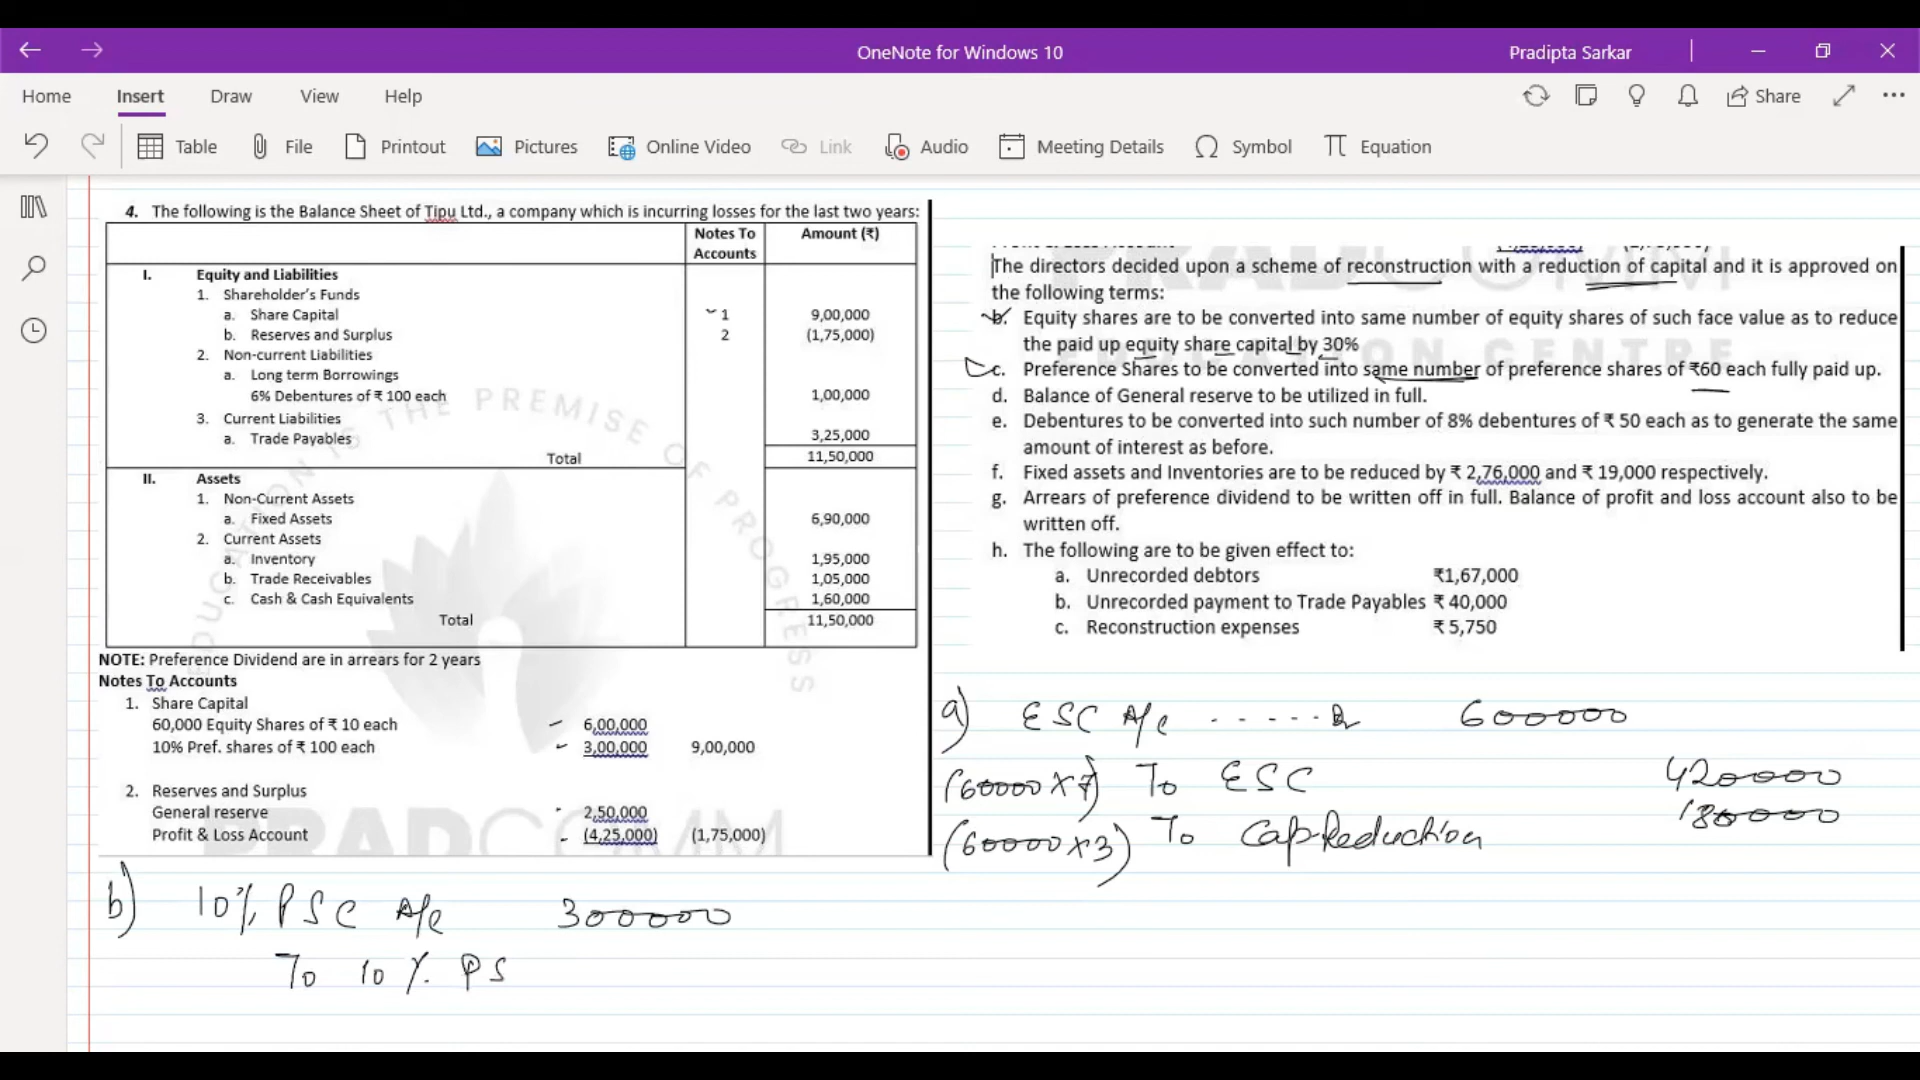 OneNote for Windows 10
Pradipta Sarkar
Home Insert Draw View Help
Share
Table File Printout Pictures Online Video Link Audio Meeting Details Symbol Equation
4. The following is the Balance Sheet of Tipu Ltd., a company which is incurring losses for the last two years:
Notes To Accounts Amount (₹)
I. Equity and Liabilities
1. Shareholder's Funds
a. Share Capital 1 9,00,000
b. Reserves and Surplus 2 (1,75,000)
2. Non-current Liabilities
a. Long term Borrowings
6% Debentures of ₹ 100 each 1,00,000
3. Current Liabilities
a. Trade Payables 3,25,000
Total 11,50,000
II. Assets
1. Non-Current Assets
a. Fixed Assets 6,90,000
2. Current Assets
a. Inventory 1,95,000
b. Trade Receivables 1,05,000
c. Cash & Cash Equivalents 1,60,000
Total 11,50,000
NOTE: Preference Dividend are in arrears for 2 years
Notes To Accounts
1. Share Capital
60,000 Equity Shares of ₹ 10 each 6,00,000
10% Pref. shares of ₹ 100 each 3,00,000 9,00,000
2. Reserves and Surplus
General reserve 2,50,000
Profit & Loss Account (4,25,000) (1,75,000)
EDUCATION IS THE PREMISE OF PROGRESS
PRADCOMM
PRADCOMM
EDUCATION CENTRE
The directors decided upon a scheme of reconstruction with a reduction of capital and it is approved on
the following terms:
b. Equity shares are to be converted into same number of equity shares of such face value as to reduce
the paid up equity share capital by 30%
c. Preference Shares to be converted into same number of preference shares of ₹60 each fully paid up.
d. Balance of General reserve to be utilized in full.
e. Debentures to be converted into such number of 8% debentures of ₹ 50 each as to generate the same
amount of interest as before.
f. Fixed assets and Inventories are to be reduced by ₹ 2,76,000 and ₹ 19,000 respectively.
g. Arrears of preference dividend to be written off in full. Balance of profit and loss account also to be
written off.
h. The following are to be given effect to:
a. Unrecorded debtors ₹1,67,000
b. Unrecorded payment to Trade Payables ₹ 40,000
c. Reconstruction expenses ₹ 5,750
a) ESC A/c ...... Dr 600000
(60000 x 7) To ESC 420000
(60000 x 3) To Cap Reduction 180000
b) 10% PSC A/c 300000
To 10 %. PS